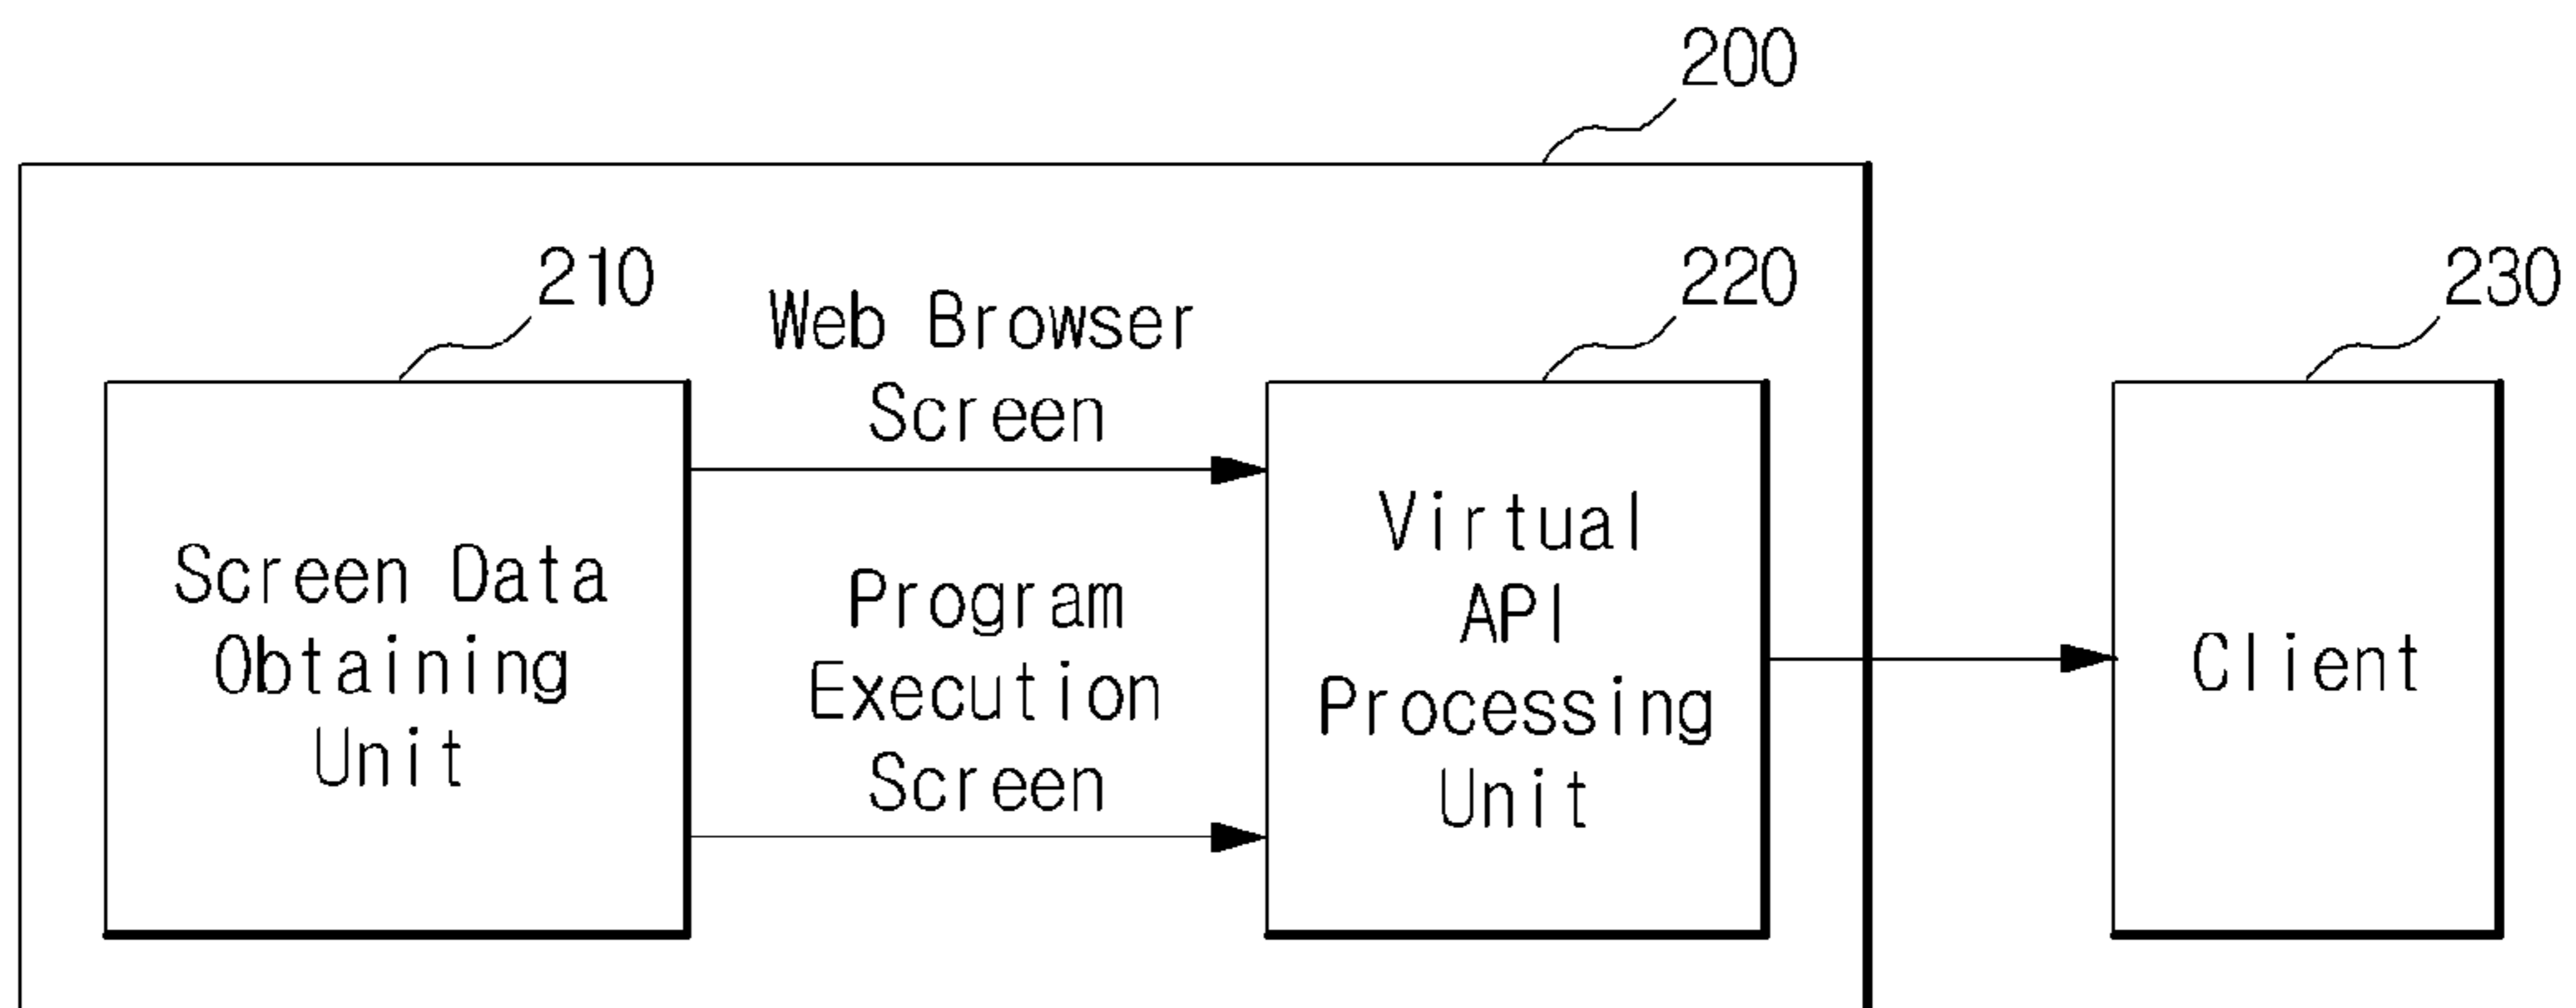 200
210
220
230
Web Browser
Screen
Screen Data
Obtaining
Unit
Program
Execution
Screen
Virtual
API
Processing
Unit
Client